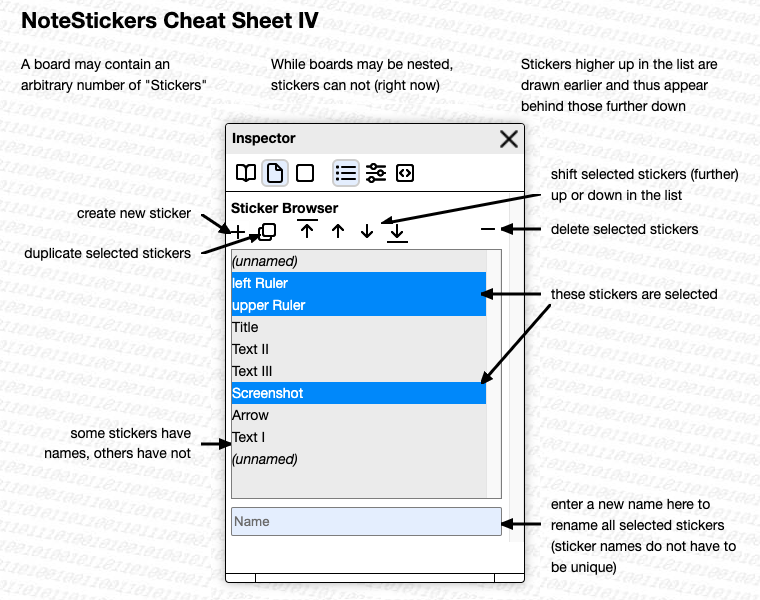 NoteStickers Cheat Sheet IV
A board may contain an
arbitrary number of "Stickers"
While boards may be nested,
stickers can not (right now)
Stickers higher up in the list are
drawn earlier and thus appear
behind those further down
Inspector
Sticker Browser
create new sticker
duplicate selected stickers
shift selected stickers (further)
up or down in the list
delete selected stickers
(unnamed)
left Ruler
upper Ruler
Title
Text II
Text III
Screenshot
Arrow
Text I
(unnamed)
these stickers are selected
some stickers have
names, others have not
Name
enter a new name here to
rename all selected stickers
(sticker names do not have to
be unique)